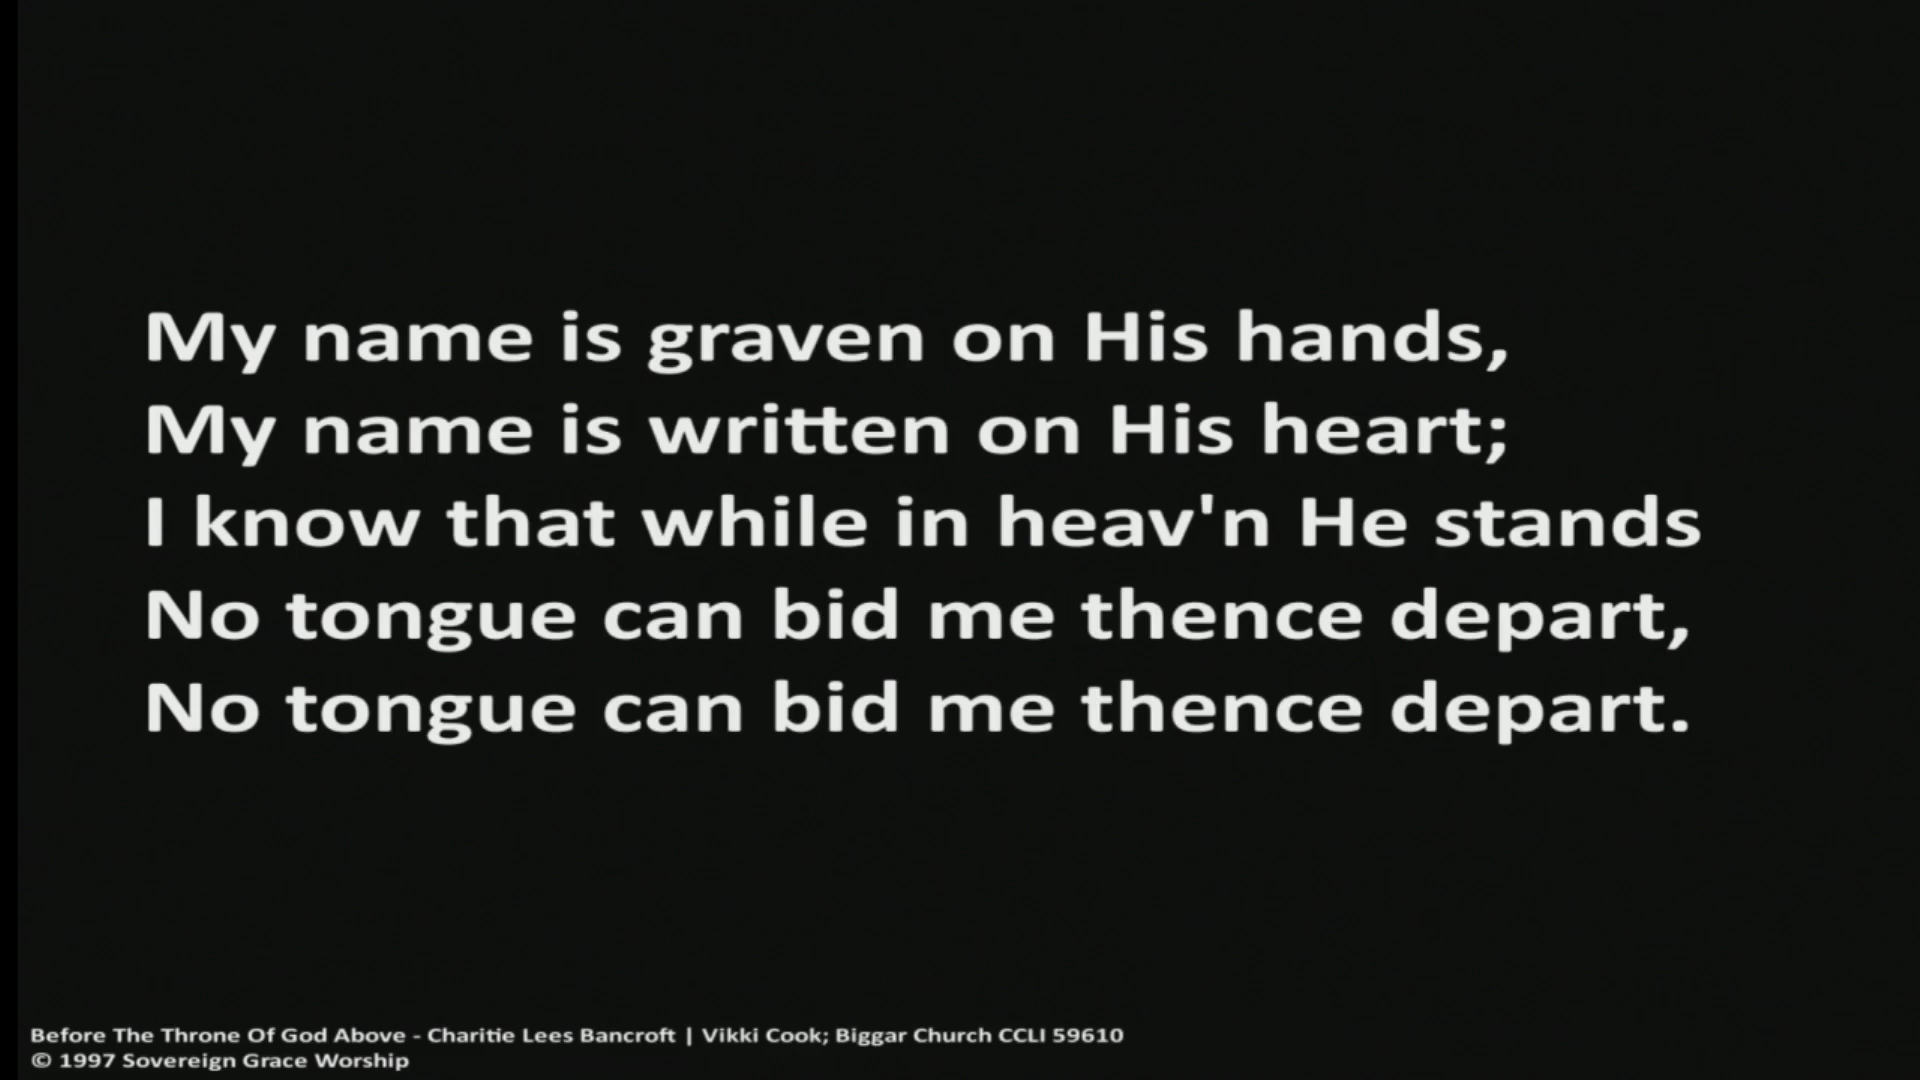 My name is graven on His hands,
My name is written on His heart;
I know that while in heav'n He stands
No tongue can bid me thence depart,
No tongue can bid me thence depart.
Before The Throne Of God Above - Charitie Lees Bancroft | Vikki Cook; Biggar Church CCLI 59610
© 1997 Sovereign Grace Worship